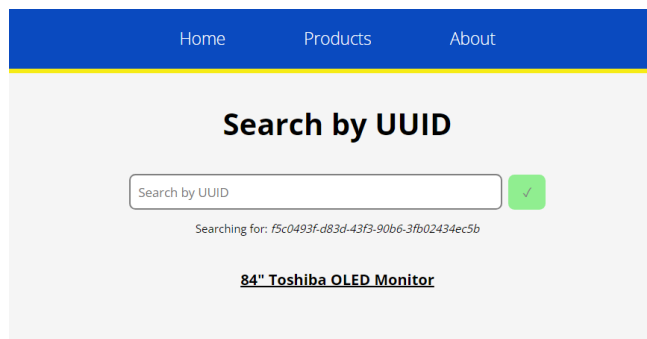 Home Products About
Search by UUID
Search by UUID ✓
Searching for: f5c0493f-d83d-43f3-90b6-3fb02434ec5b
84" Toshiba OLED Monitor